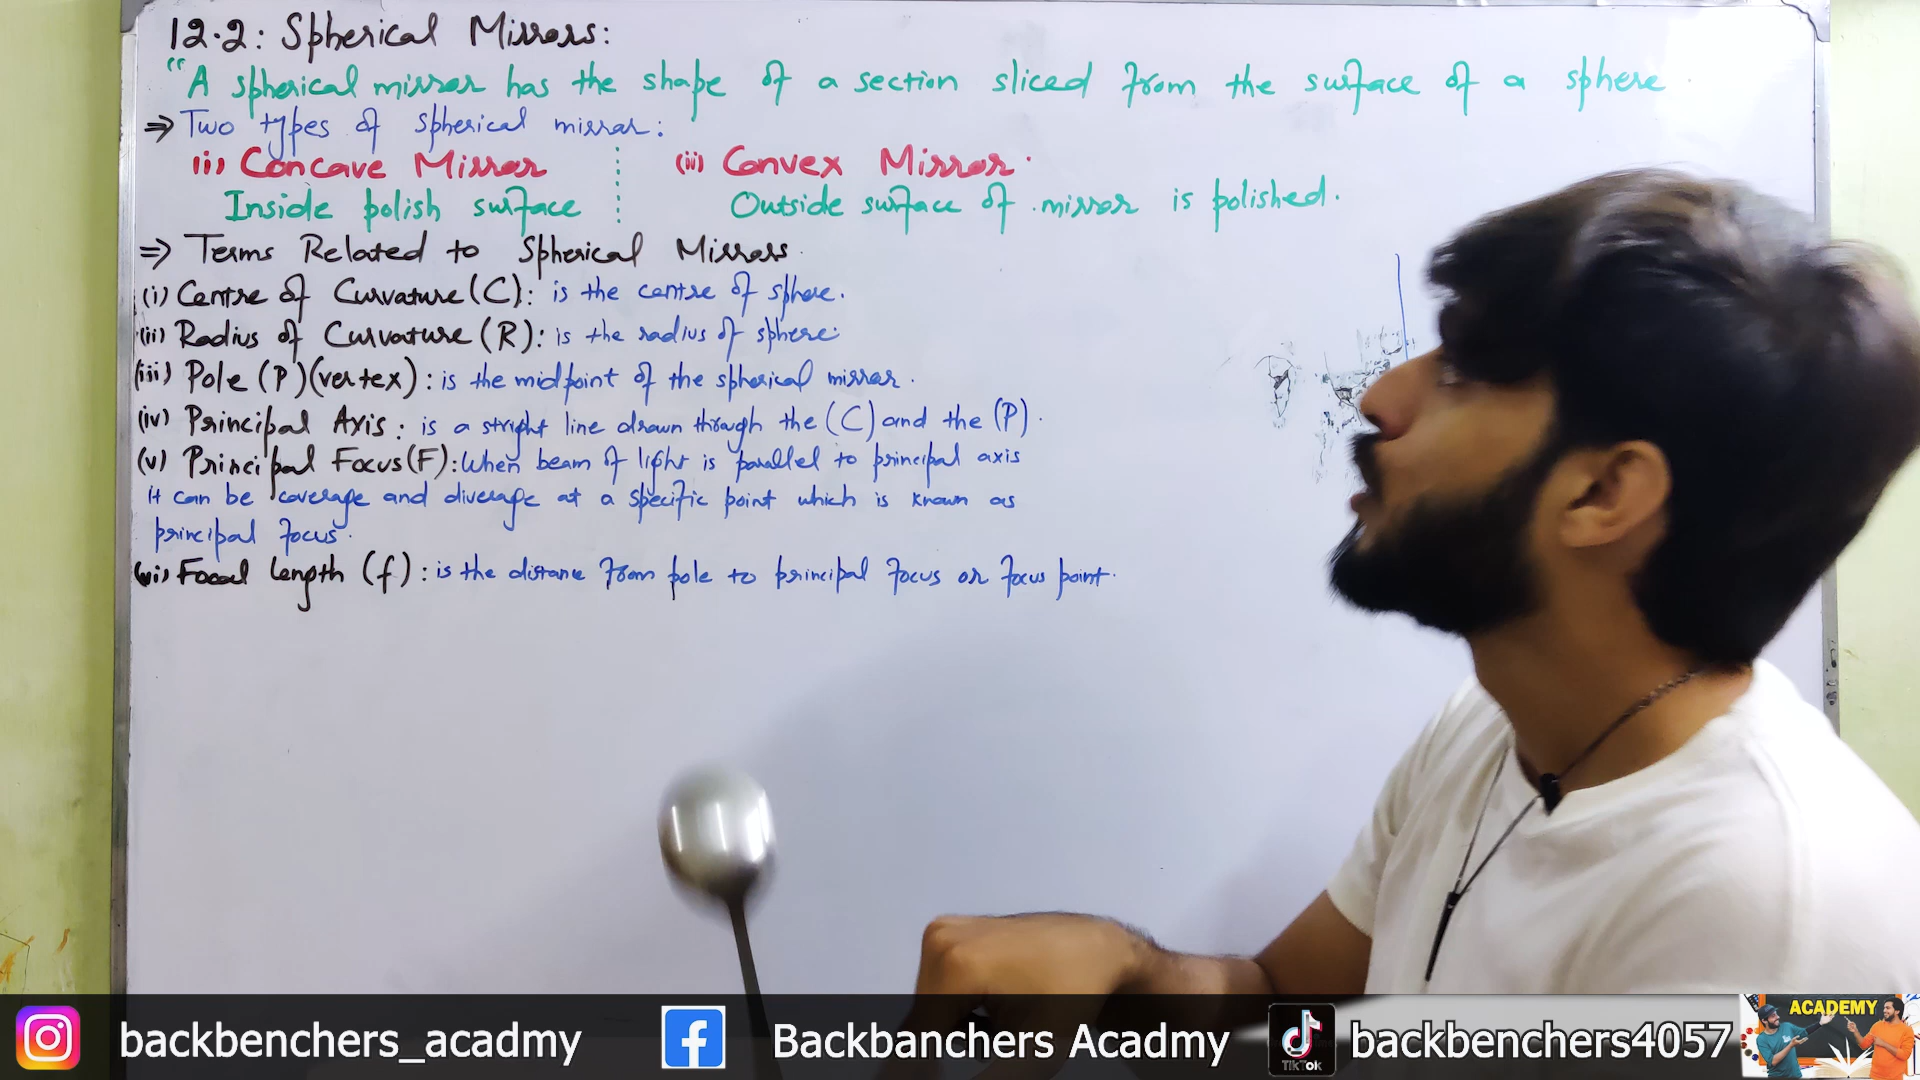 12.2: Spherical Mirrors:
"A spherical mirror has the shape of a section sliced from the surface of a sphere.
⇒ Two types of spherical mirror:
(i) Concave Mirror (ii) Convex Mirror.
Inside polish surface Outside surface of mirror is polished.
⇒ Terms Related to Spherical Mirrors.
(i) Centre of Curvature (C): is the centre of sphere.
(ii) Radius of Curvature (R): is the radius of sphere.
(iii) Pole (P) (vertex): is the midpoint of the spherical mirror.
(iv) Principal Axis: is a stright line drawn through the (C) and the (P).
(v) Principal Focus (F): When beam of light is parallel to principal axis
it can be coverage and diverage at a specific point which is known as
principal focus.
(vi) Focal Length (f): is the distane from pole to principal focus or focus point.
backbenchers_acadmy Backbanchers Acadmy TikTok backbenchers4057 ACADEMY